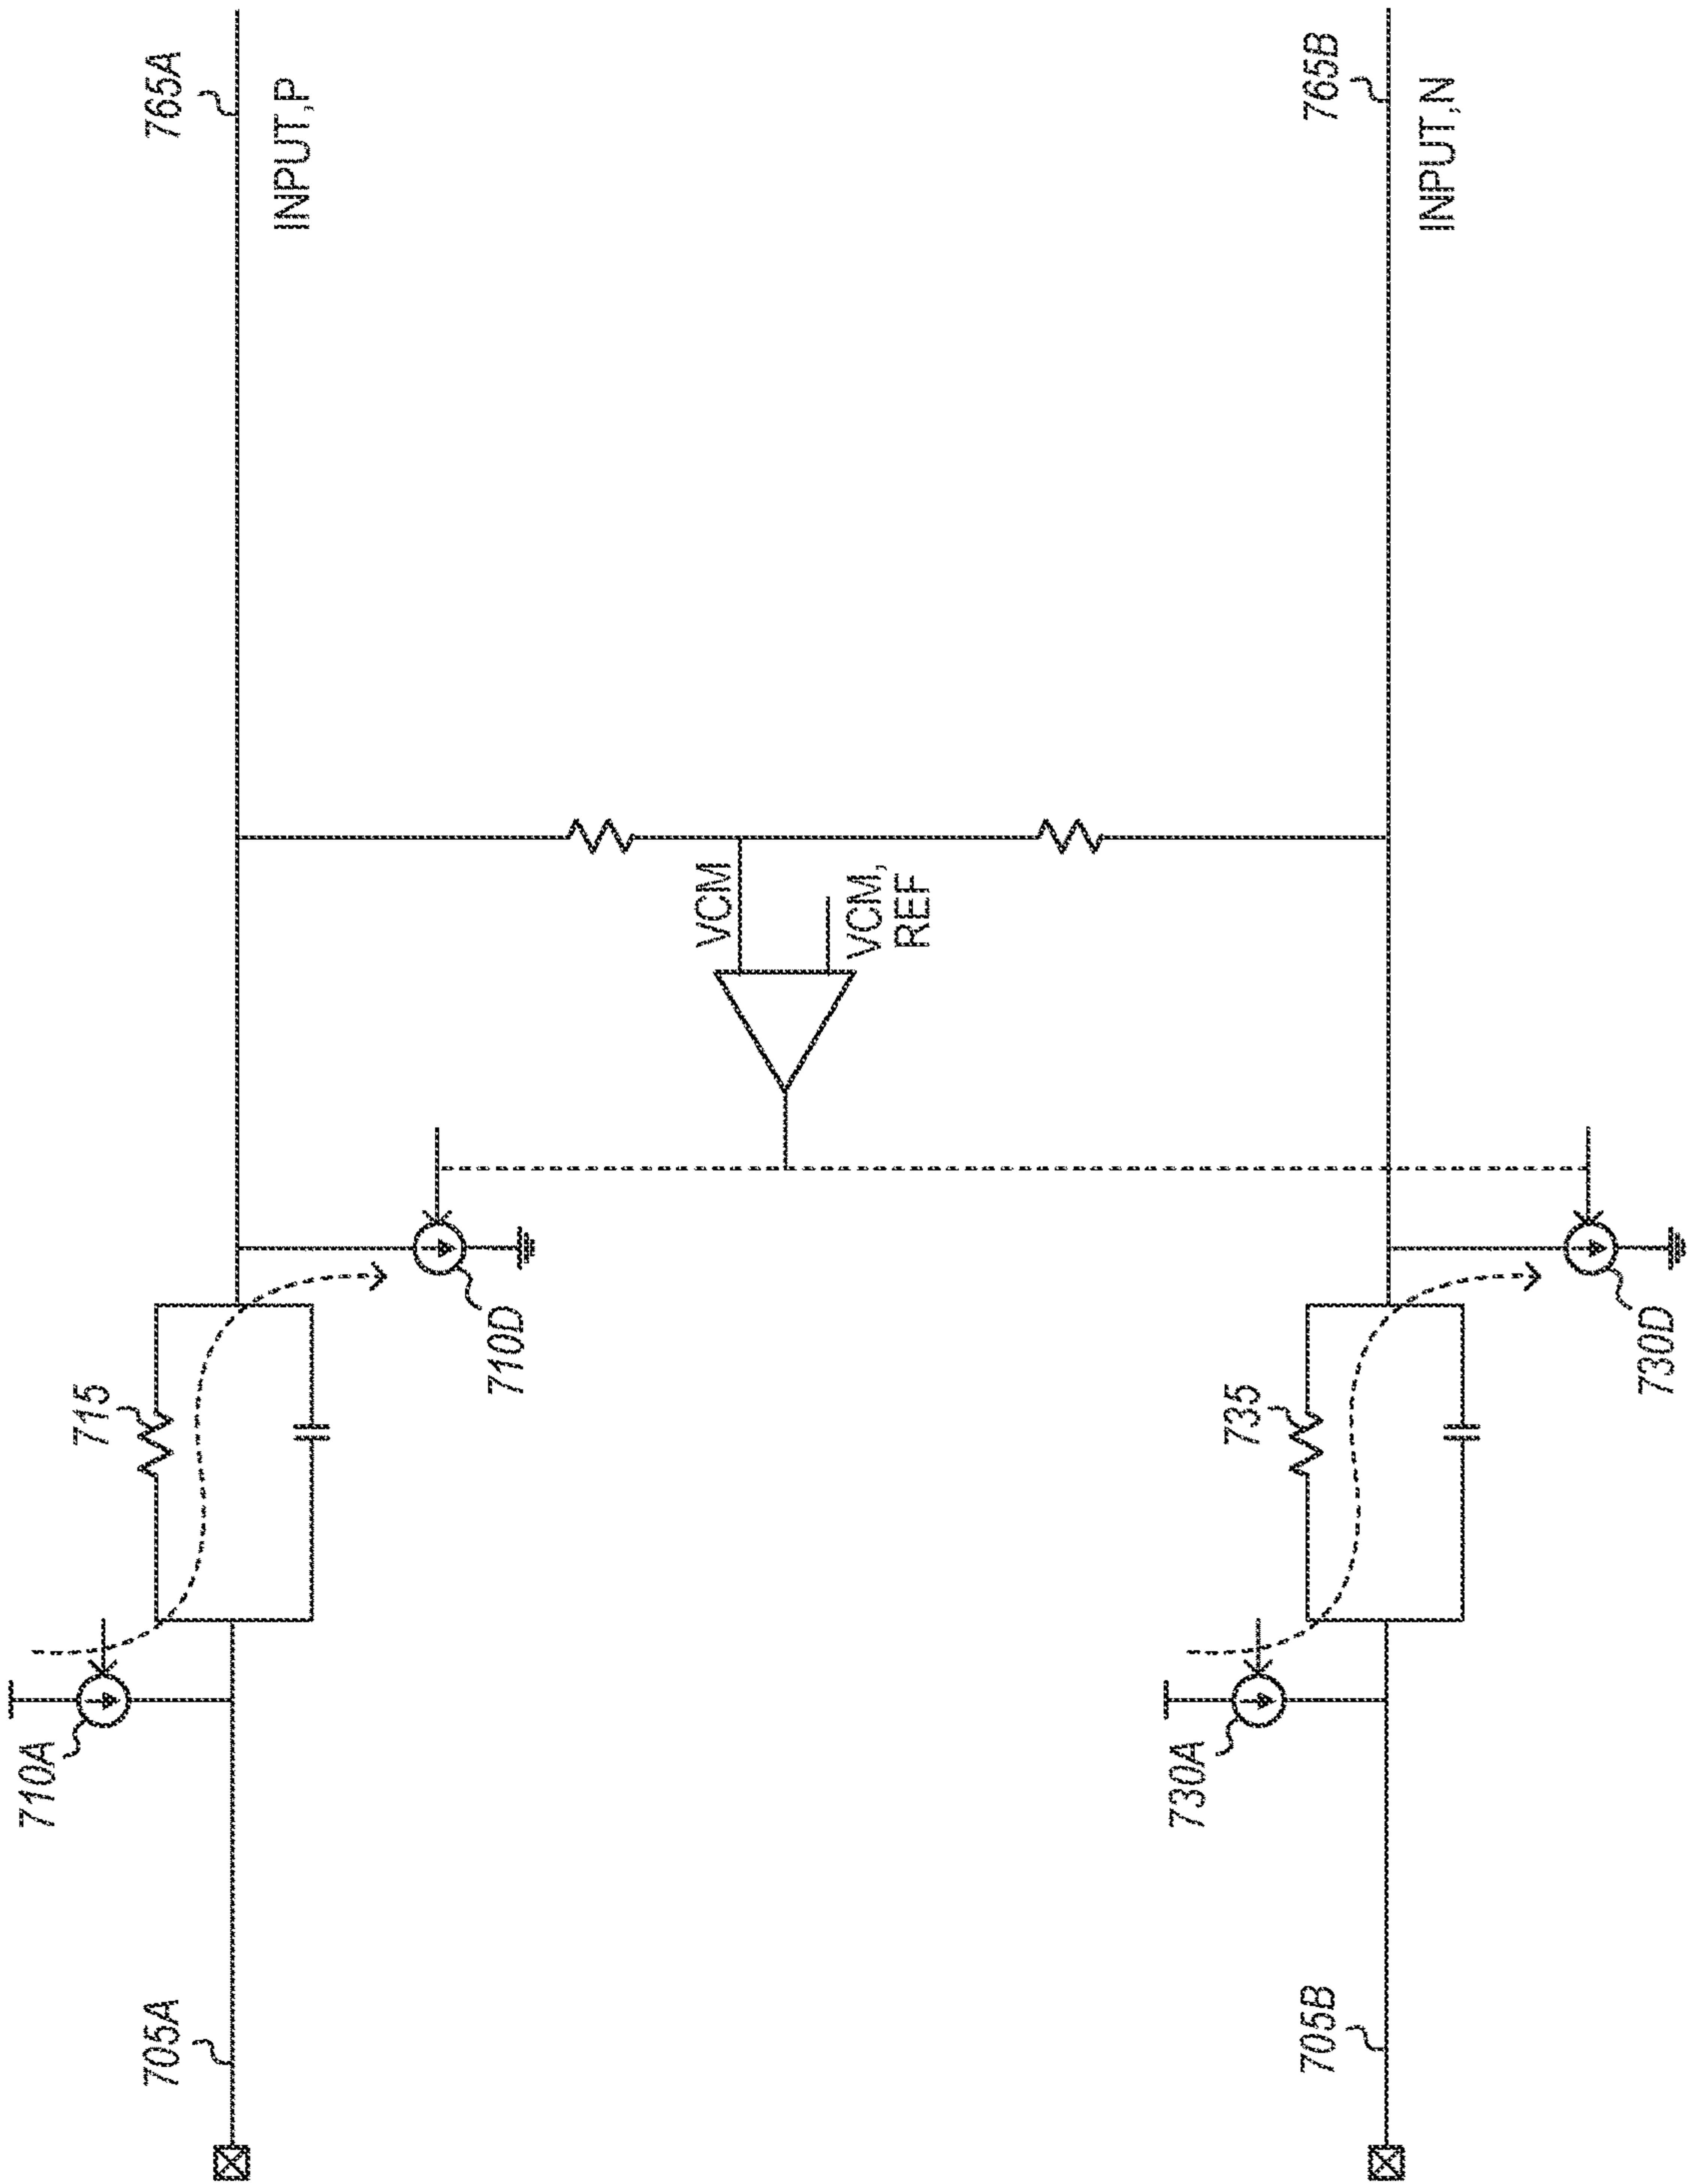 705A
710A
715
710D
765A
INPUT,P
VCM
VCM,
REF
705B
730A
735
730D
765B
INPUT,N